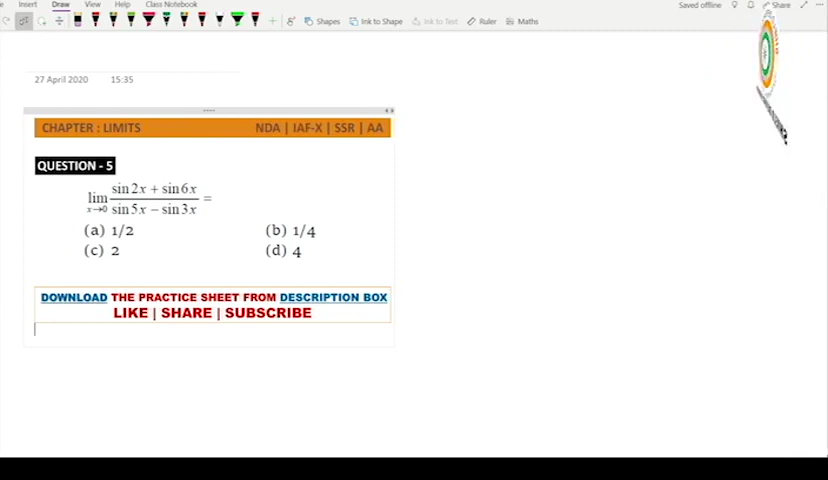 Insert Draw View Help Class Notebook Saved offline Share
Shapes Ink to Shape Ink to Text Ruler Maths
27 April 2020 15:35
CHAPTER : LIMITS NDA | IAF-X | SSR | AA
QUESTION - 5
lim x→0 (sin 2x + sin 6x)/(sin 5x − sin 3x) =
(a) 1/2 (b) 1/4
(c) 2 (d) 4
DOWNLOAD THE PRACTICE SHEET FROM DESCRIPTION BOX
LIKE | SHARE | SUBSCRIBE